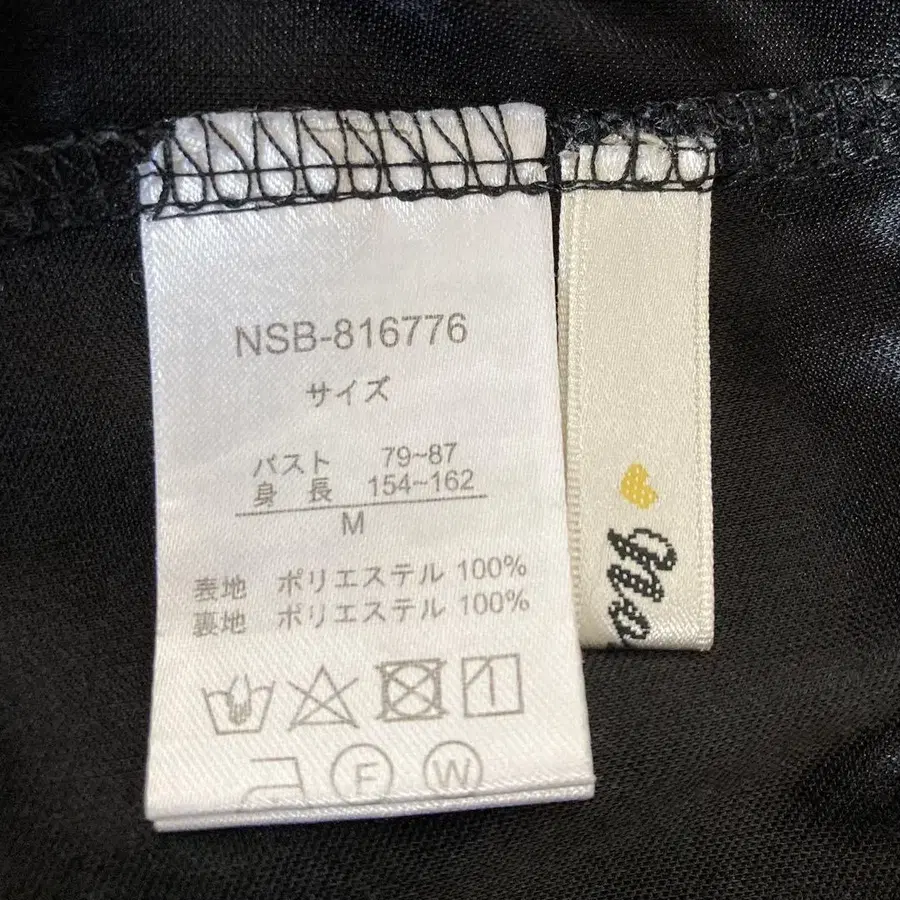 NSB-816776
サイズ
バスト 79~87
身長 154~162
M
表地 ポリエステル 100%
裏地 ポリエステル 100%
F W